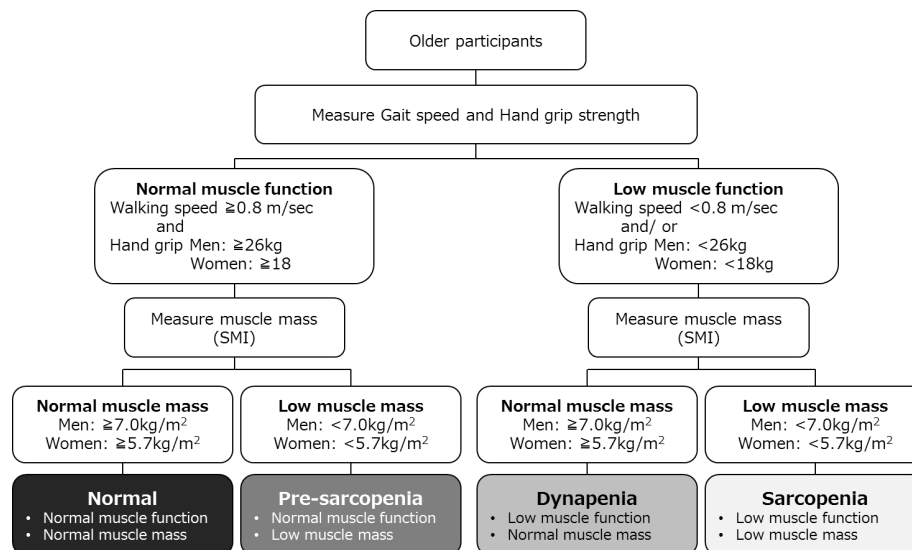 Older participants
Measure Gait speed and Hand grip strength
Normal muscle function
Walking speed ≧0.8 m/sec
and
Hand grip Men: ≧26kg
Women: ≧18
Low muscle function
Walking speed <0.8 m/sec
and/ or
Hand grip Men: <26kg
Women: <18kg
Measure muscle mass
(SMI)
Measure muscle mass
(SMI)
Normal muscle mass
Men: ≧7.0kg/m²
Women: ≧5.7kg/m²
Low muscle mass
Men: <7.0kg/m²
Women: <5.7kg/m²
Normal muscle mass
Men: ≧7.0kg/m²
Women: ≧5.7kg/m²
Low muscle mass
Men: <7.0kg/m²
Women: <5.7kg/m²
Normal
• Normal muscle function
• Normal muscle mass
Pre-sarcopenia
• Normal muscle function
• Low muscle mass
Dynapenia
• Low muscle function
• Normal muscle mass
Sarcopenia
• Low muscle function
• Low muscle mass